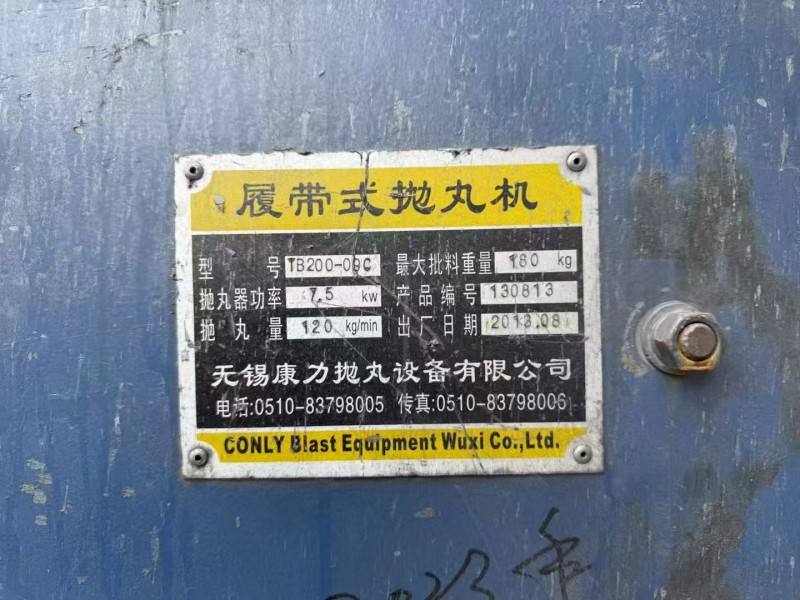 履带式抛丸机
型号 TB200-09C 最大批料重量 180 kg
抛丸器功率 7.5 kw 产品编号 130813
抛丸量 120 kg/min 出厂日期 2013.08
无锡康力抛丸设备有限公司
电话:0510-83798005 传真:0510-83798006
CONLY Blast Equipment Wuxi Co.,Ltd.